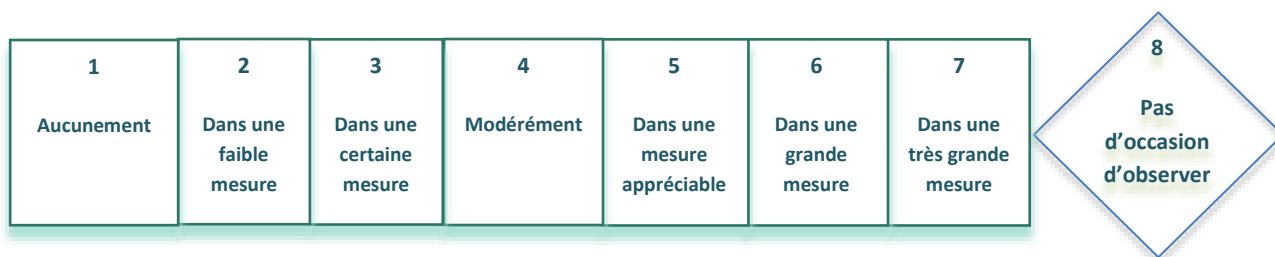 1
Aucunement
2
Dans une
faible
mesure
3
Dans une
certaine
mesure
4
Modérément
5
Dans une
mesure
appréciable
6
Dans une
grande
mesure
7
Dans une
très grande
mesure
8
Pas
d'occasion
d'observer